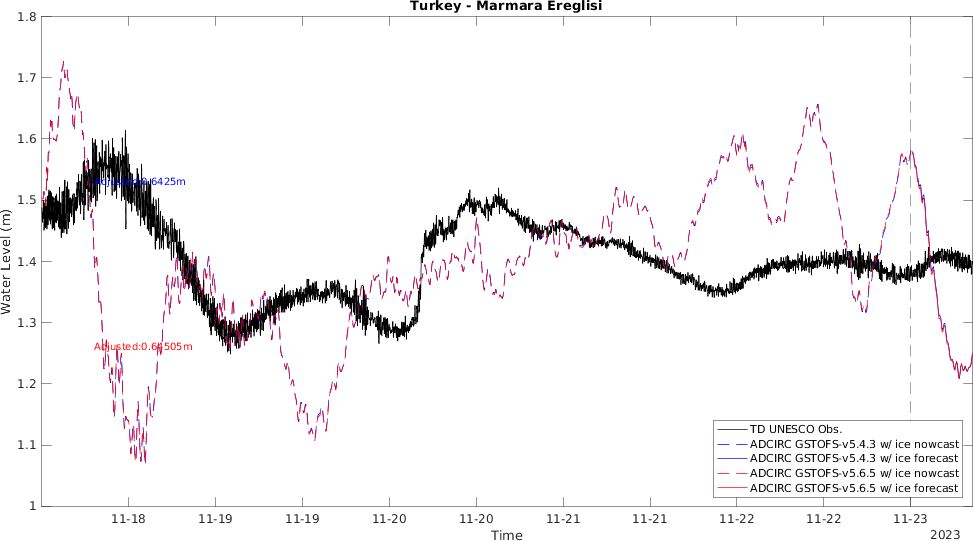 Turkey - Marmara Ereglisi
1.8
1.7
1.6
1.5
1.4
1.3
1.2
1.1
1
Water Level (m)
Adjusted:0.6425m
Adjusted:0.64505m
TD UNESCO Obs.
ADCIRC GSTOFS-v5.4.3 w/ ice nowcast
ADCIRC GSTOFS-v5.4.3 w/ ice forecast
ADCIRC GSTOFS-v5.6.5 w/ ice nowcast
ADCIRC GSTOFS-v5.6.5 w/ ice forecast
11-18 11-19 11-19 11-20 11-20 11-21 11-21 11-22 11-22 11-23
Time
2023